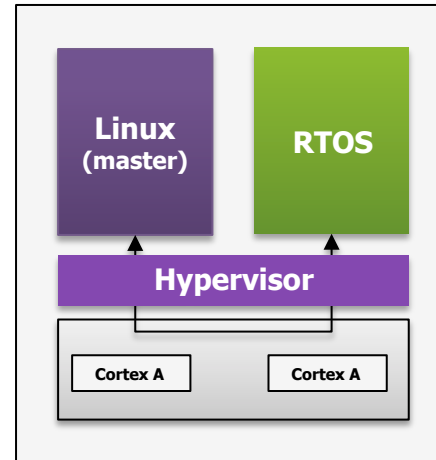 Linux
(master)
RTOS
Hypervisor
Cortex A
Cortex A